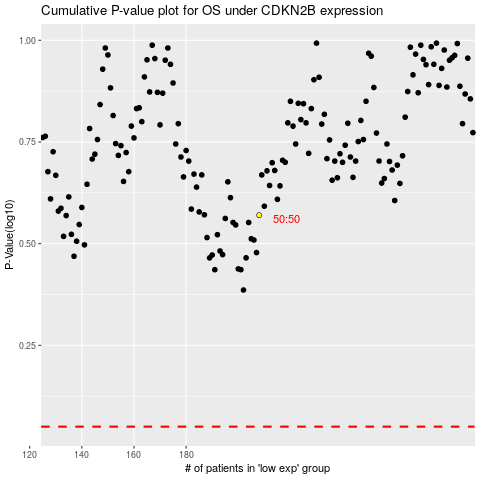 Cumulative P-value plot for OS under CDKN2B expression
1.00
0.75
0.50
0.25
P-Value(log10)
50:50
120 140 160 180
# of patients in 'low exp' group